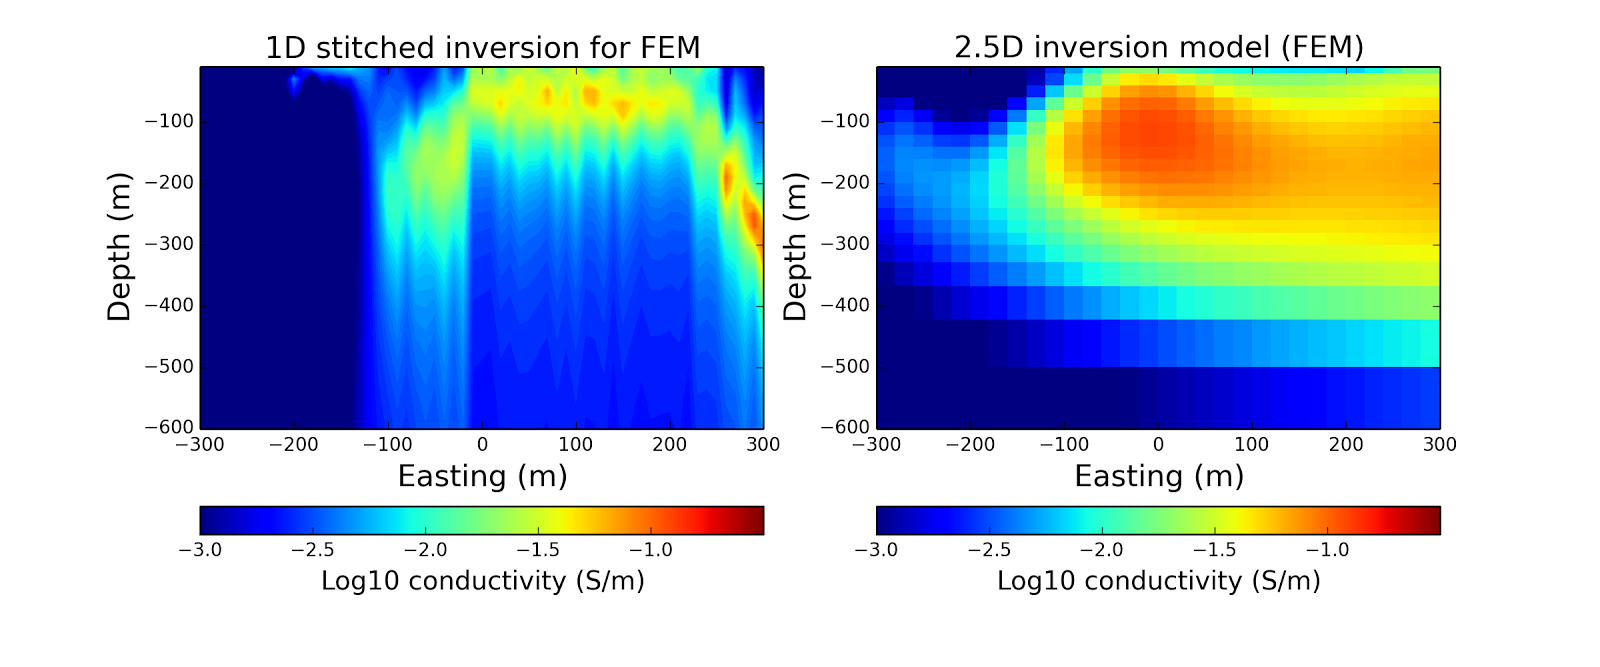 1D stitched inversion for FEM
−100
−200
−300
−400
−500
−600
Depth (m)
−300 −200 −100 0 100 200 300
Easting (m)
−3.0 −2.5 −2.0 −1.5 −1.0
Log10 conductivity (S/m)
2.5D inversion model (FEM)
−100
−200
−300
−400
−500
−600
Depth (m)
−300 −200 −100 0 100 200 300
Easting (m)
−3.0 −2.5 −2.0 −1.5 −1.0
Log10 conductivity (S/m)